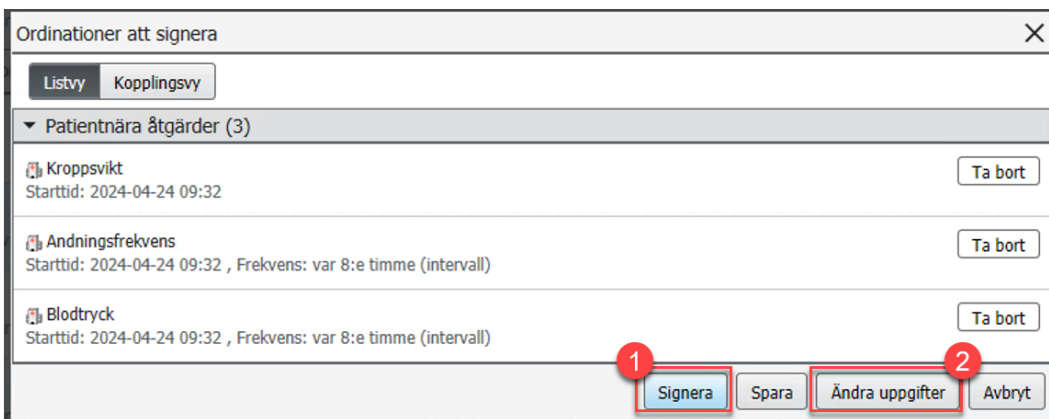 Ordinationer att signera
Listvy Kopplingsvy
Patientnära åtgärder (3)
Kroppsvikt
Starttid: 2024-04-24 09:32
Ta bort
Andningsfrekvens
Starttid: 2024-04-24 09:32 , Frekvens: var 8:e timme (intervall)
Ta bort
Blodtryck
Starttid: 2024-04-24 09:32 , Frekvens: var 8:e timme (intervall)
Ta bort
1 2
Signera Spara Ändra uppgifter Avbryt